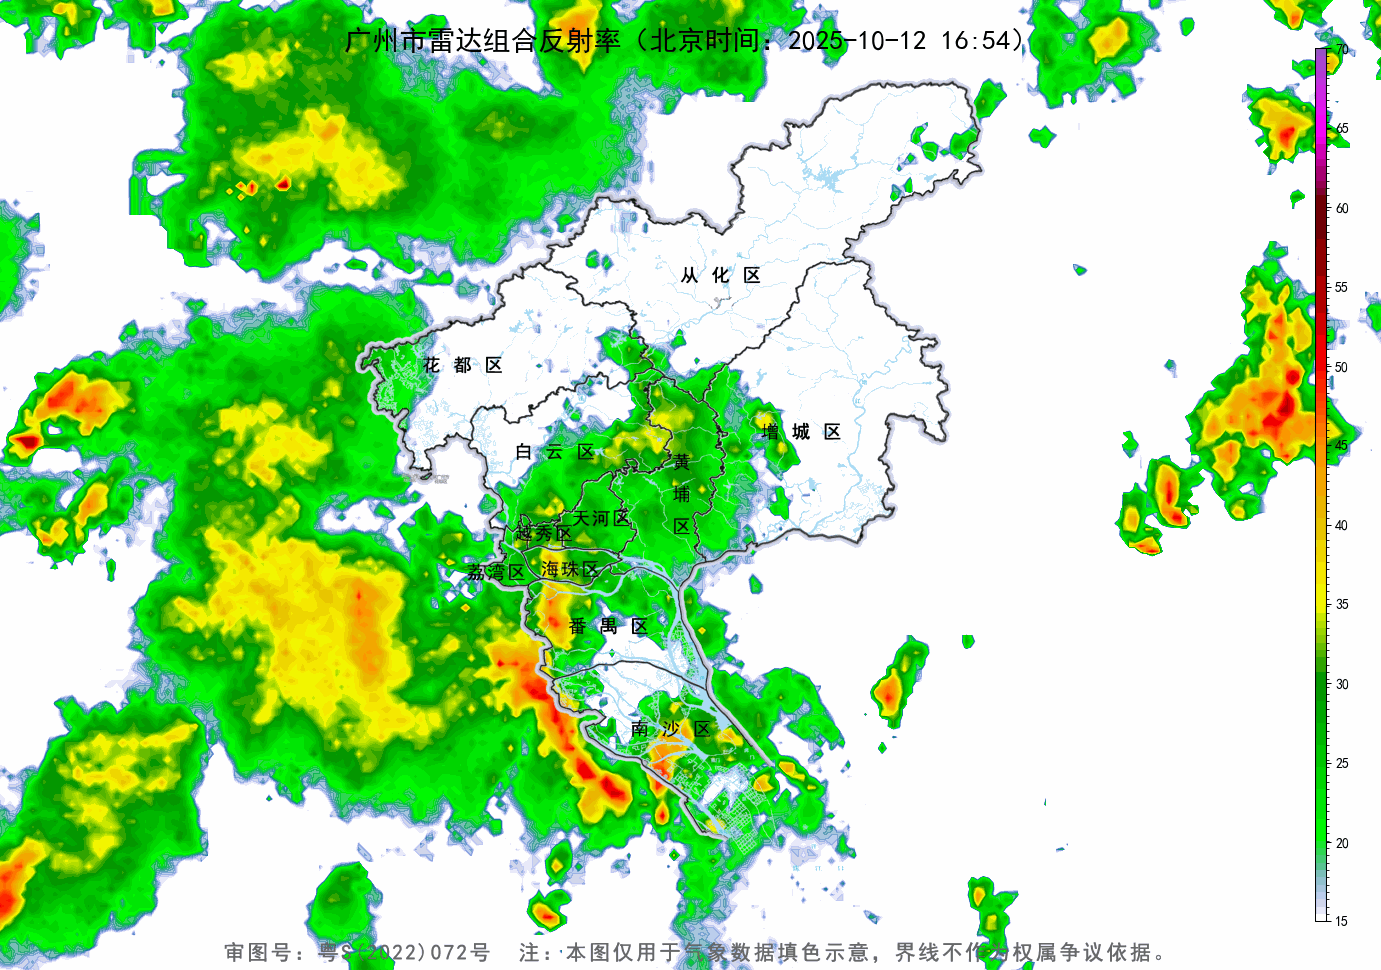 广州市雷达组合反射率（北京时间：2025-10-12 16:54）
70
65
60
55
50
45
40
35
30
25
20
15
从化区
花都区
增城区
白云区
黄埔区
天河区
越秀区
荔湾区
海珠区
番禺区
南沙区
审图号：粤S(2022)072号 注：本图仅用于气象数据填色示意，界线不作为权属争议依据。